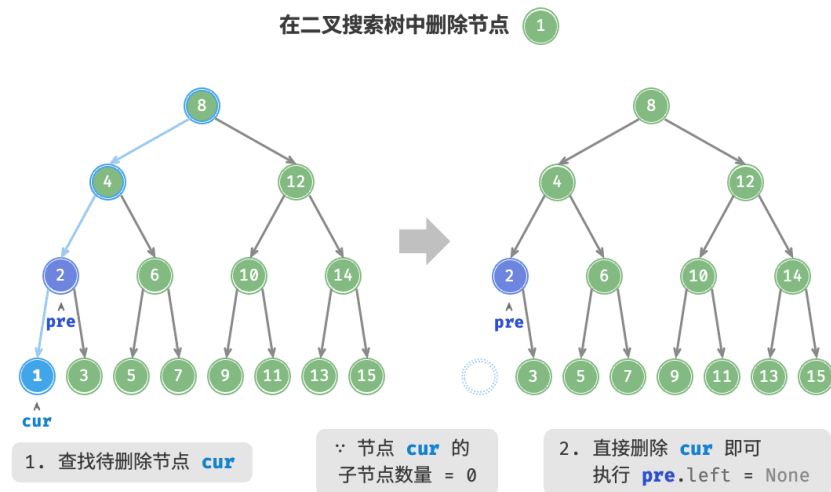 在二叉搜索树中删除节点 1
8 8
4 12 4 12
2 6 10 14 2 6 10 14
pre pre
1 3 5 7 9 11 13 15 3 5 7 9 11 13 15
cur
1. 查找待删除节点 cur
∵ 节点 cur 的
子节点数量 = 0
2. 直接删除 cur 即可
执行 pre.left = None